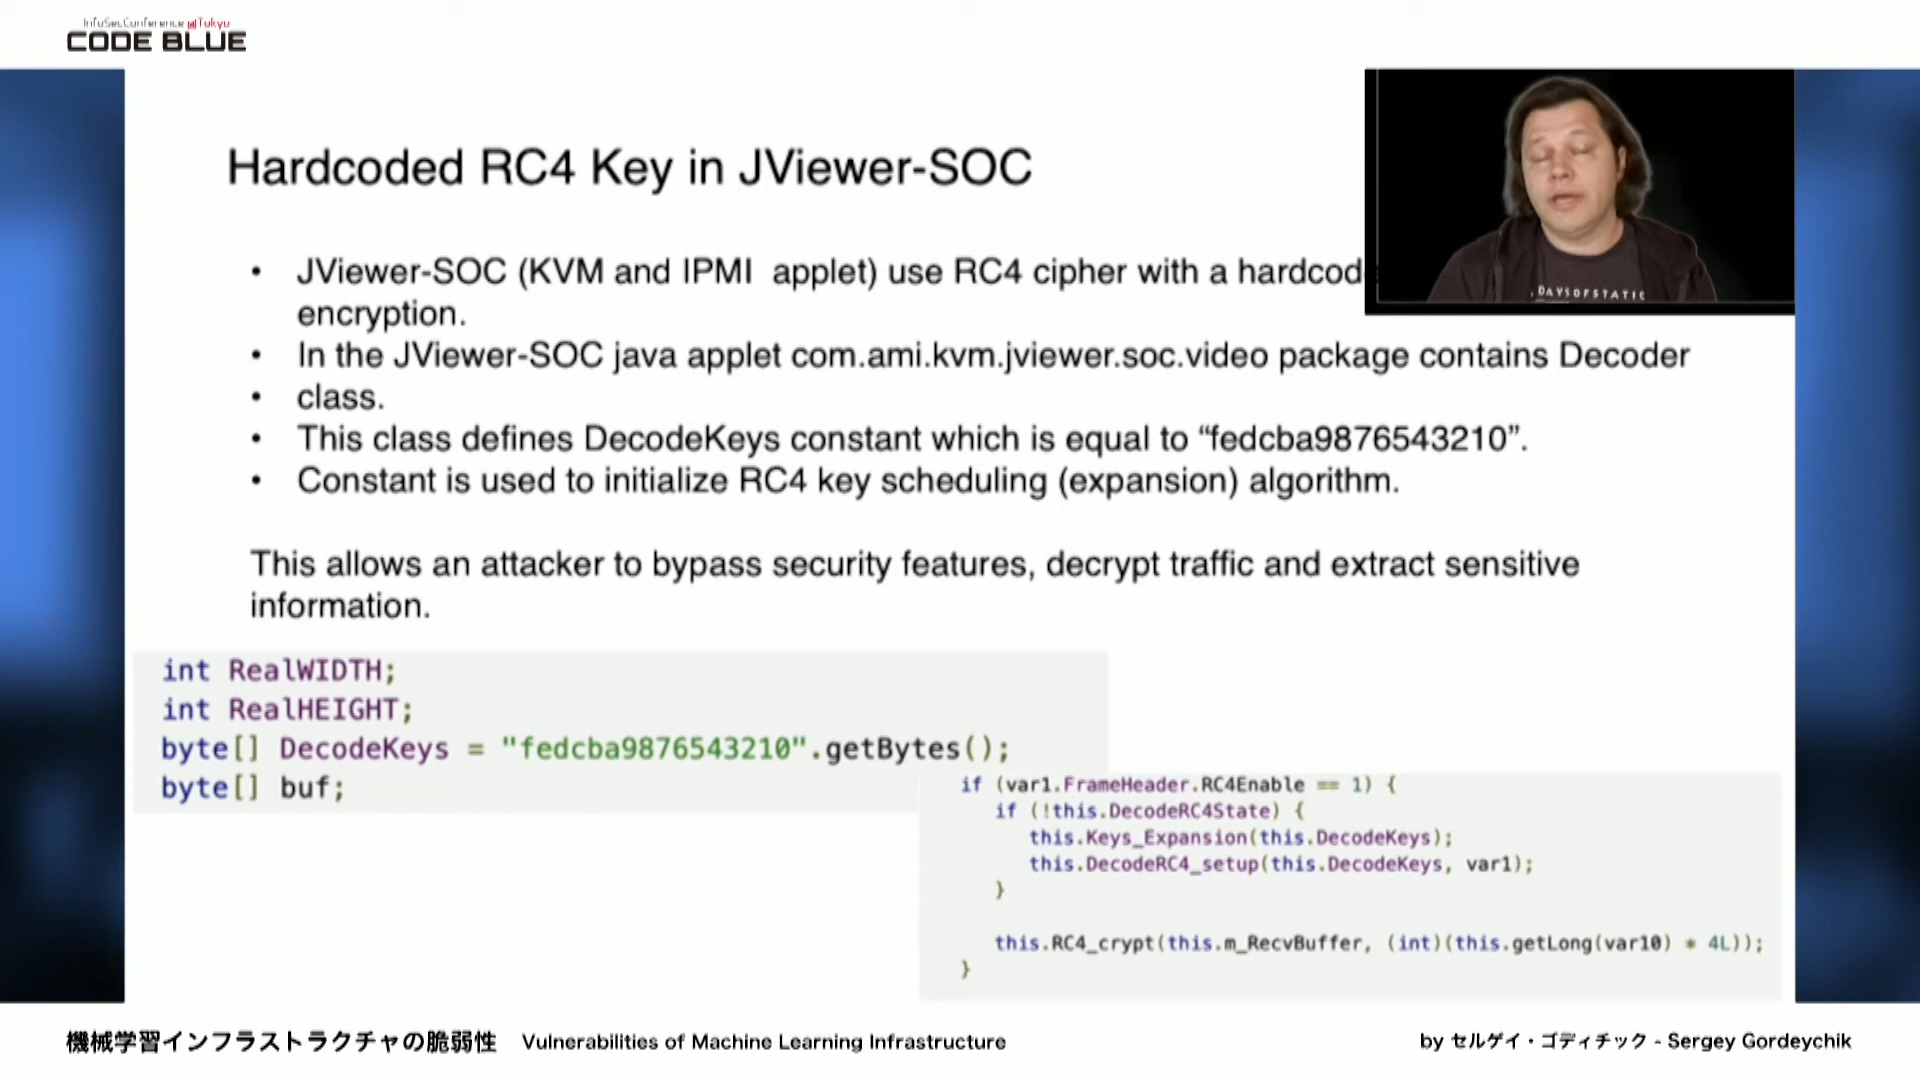 InfoSecConference @Tokyo
CODE BLUE
Hardcoded RC4 Key in JViewer-SOC
• JViewer-SOC (KVM and IPMI applet) use RC4 cipher with a hardcod
encryption.
• In the JViewer-SOC java applet com.ami.kvm.jviewer.soc.video package contains Decoder
• class.
• This class defines DecodeKeys constant which is equal to “fedcba9876543210”.
• Constant is used to initialize RC4 key scheduling (expansion) algorithm.
This allows an attacker to bypass security features, decrypt traffic and extract sensitive
information.
int RealWIDTH;
int RealHEIGHT;
byte[] DecodeKeys = "fedcba9876543210".getBytes();
byte[] buf;
if (var1.FrameHeader.RC4Enable == 1) {
if (!this.DecodeRC4State) {
this.Keys_Expansion(this.DecodeKeys);
this.DecodeRC4_setup(this.DecodeKeys, var1);
}
this.RC4_crypt(this.m_RecvBuffer, (int)(this.getLong(var10) * 4L));
}
DAYSOFSTATIC
機械学習インフラストラクチャの脆弱性 Vulnerabilities of Machine Learning Infrastructure
by セルゲイ・ゴディチック - Sergey Gordeychik